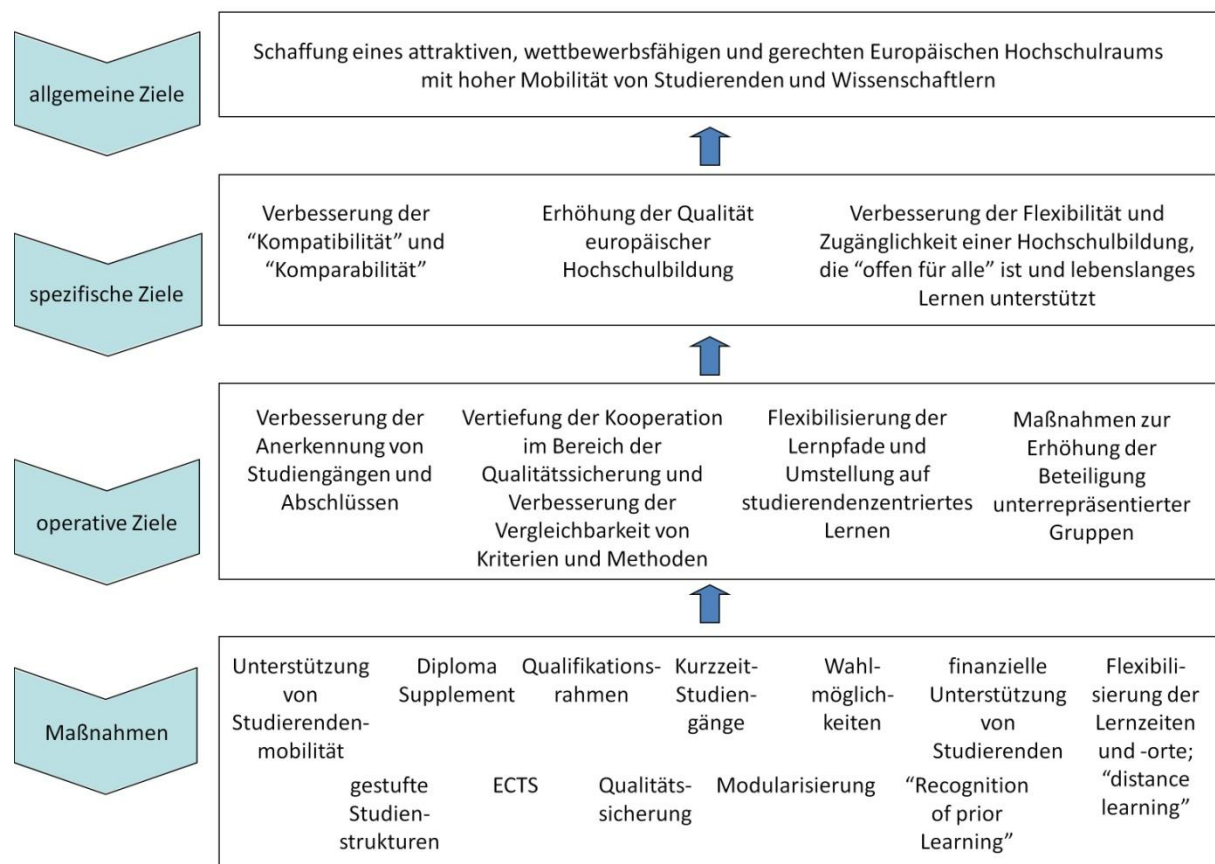 allgemeine Ziele
Schaffung eines attraktiven, wettbewerbsfähigen und gerechten Europäischen Hochschulraums
mit hoher Mobilität von Studierenden und Wissenschaftlern
spezifische Ziele
Verbesserung der
“Kompatibilität” und
“Komparabilität”
Erhöhung der Qualität
europäischer
Hochschulbildung
Verbesserung der Flexibilität und
Zugänglichkeit einer Hochschulbildung,
die “offen für alle” ist und lebenslanges
Lernen unterstützt
operative Ziele
Verbesserung der
Anerkennung von
Studiengängen und
Abschlüssen
Vertiefung der Kooperation
im Bereich der
Qualitätssicherung und
Verbesserung der
Vergleichbarkeit von
Kriterien und Methoden
Flexibilisierung der
Lernpfade und
Umstellung auf
studierendenzentriertes
Lernen
Maßnahmen zur
Erhöhung der
Beteiligung
unterrepräsentierter
Gruppen
Maßnahmen
Unterstützung
von
Studierenden-
mobilität
Diploma
Supplement
Qualifikations-
rahmen
Kurzzeit-
Studien-
gänge
Wahl-
möglich-
keiten
finanzielle
Unterstützung
von
Studierenden
Flexibili-
sierung der
Lernzeiten
und -orte;
“distance
learning”
gestufte
Studien-
strukturen
ECTS
Qualitäts-
sicherung
Modularisierung
“Recognition
of prior
Learning”